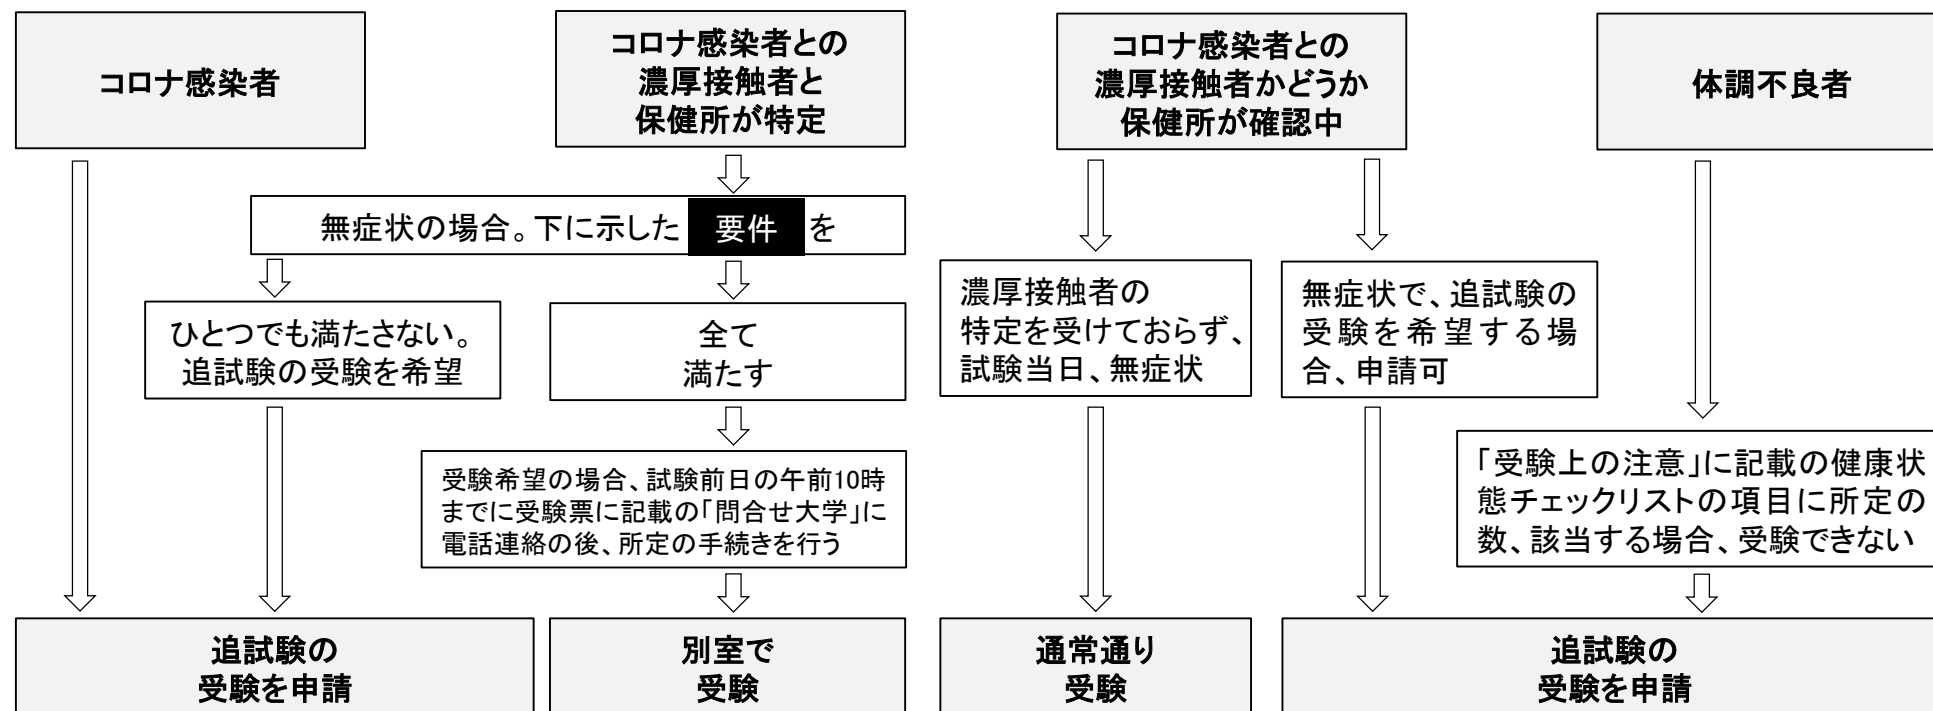 コロナ感染者
コロナ感染者との
濃厚接触者と
保健所が特定
コロナ感染者との
濃厚接触者かどうか
保健所が確認中
体調不良者
無症状の場合。下に示した 要件 を
ひとつでも満たさない。
追試験の受験を希望
全て
満たす
濃厚接触者の
特定を受けておらず、
試験当日、無症状
無症状で、追試験の
受験を希望する場
合、申請可
受験希望の場合、試験前日の午前10時
までに受験票に記載の「問合せ大学」に
電話連絡の後、所定の手続きを行う
「受験上の注意」に記載の健康状
態チェックリストの項目に所定の
数、該当する場合、受験できない
追試験の
受験を申請
別室で
受験
通常通り
受験
追試験の
受験を申請